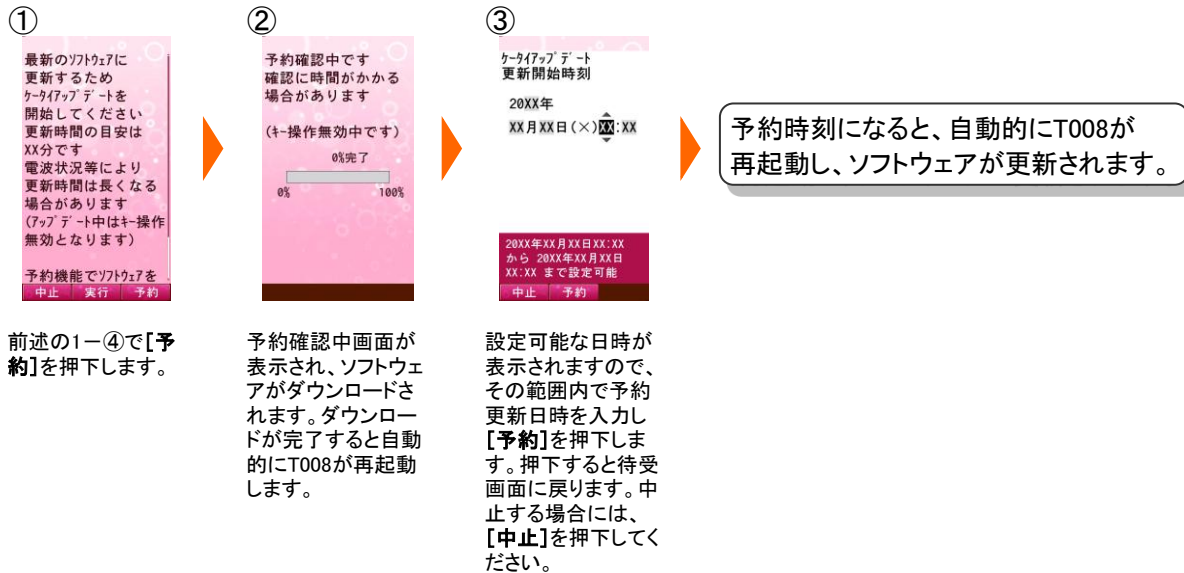 ①
最新のソフトウェアに
更新するため
ケータイアップデートを
開始してください
更新時間の目安は
XX分です
電波状況等により
更新時間は長くなる
場合があります
(アップデート中はキー操作
無効となります)
予約機能でソフトウェアを
中止 実行 予約
前述の1－④で[予
約]を押下します。
②
予約確認中です
確認に時間がかかる
場合があります
(キー操作無効中です)
0%完了
0% 100%
予約確認中画面が
表示され、ソフトウェ
アがダウンロードさ
れます。ダウンロー
ドが完了すると自動
的にT008が再起動
します。
③
ケータイアップデート
更新開始時刻
20XX年
XX月XX日(×)XX:XX
20XX年XX月XX日XX:XX
から 20XX年XX月XX日
XX:XX まで設定可能
中止 予約
設定可能な日時が
表示されますので、
その範囲内で予約
更新日時を入力し
[予約]を押下しま
す。押下すると待受
画面に戻ります。中
止する場合には、
[中止]を押下してく
ださい。
予約時刻になると、自動的にT008が
再起動し、ソフトウェアが更新されます。